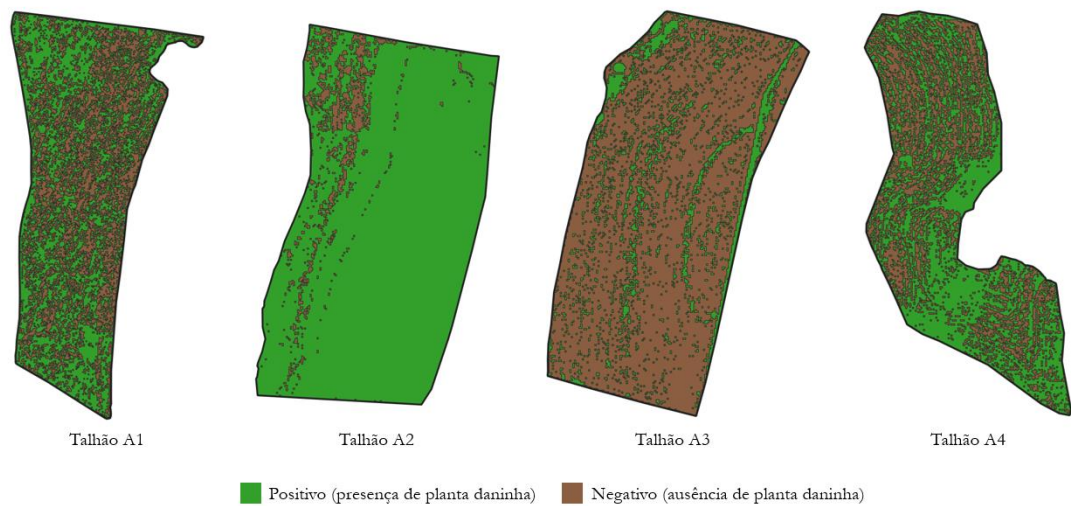 Talhão A1
Talhão A2
Talhão A3
Talhão A4
Positivo (presença de planta daninha)
Negativo (ausência de planta daninha)